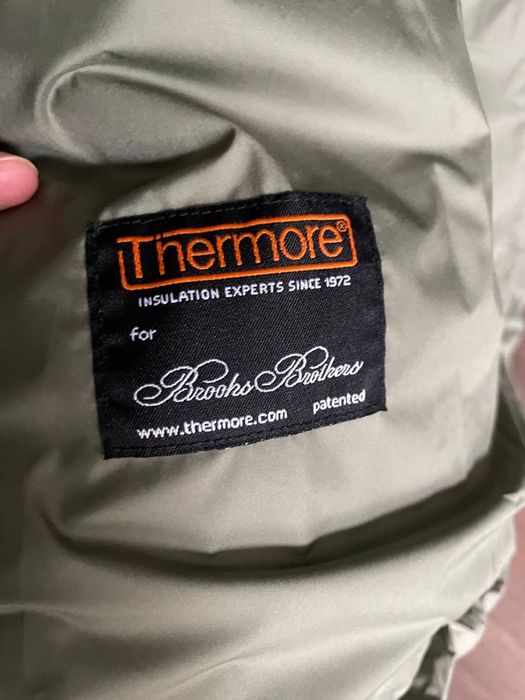 Thermore®
INSULATION EXPERTS SINCE 1972
for
Brooks Brothers
www.thermore.com patented